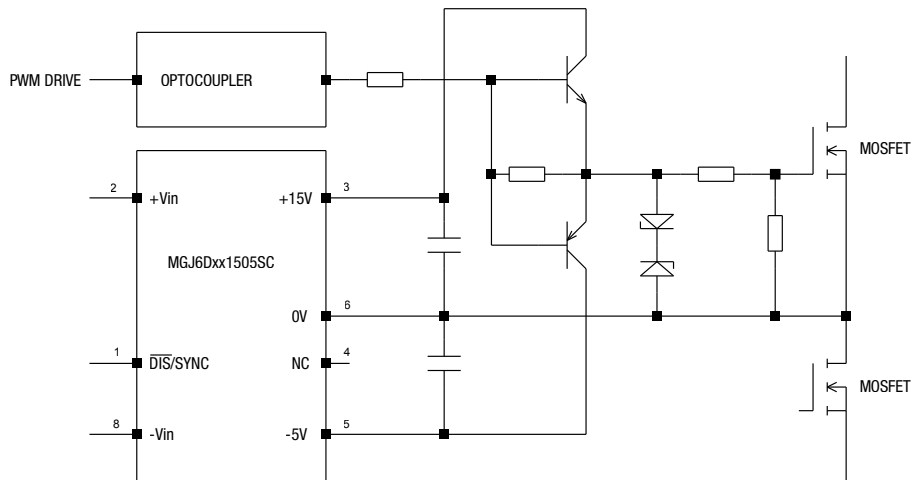 PWM DRIVE
OPTOCOUPLER
MOSFET
2
+Vin
+15V
3
MGJ6Dxx1505SC
0V
6
1
DIS/SYNC
NC
4
MOSFET
8
-Vin
-5V
5